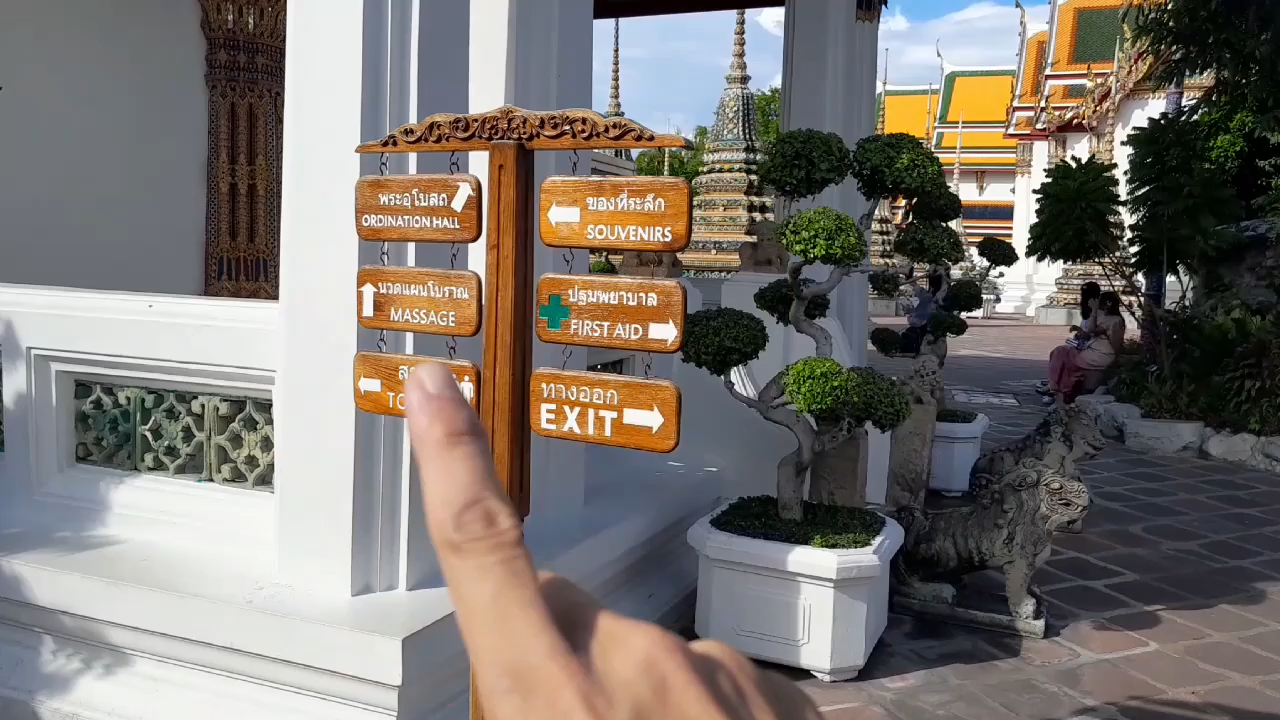 พระอุโบสถ
ORDINATION HALL
นวดแผนโบราณ
MASSAGE
ของที่ระลึก
SOUVENIRS
ปฐมพยาบาล
FIRST AID
ทางออก
EXIT